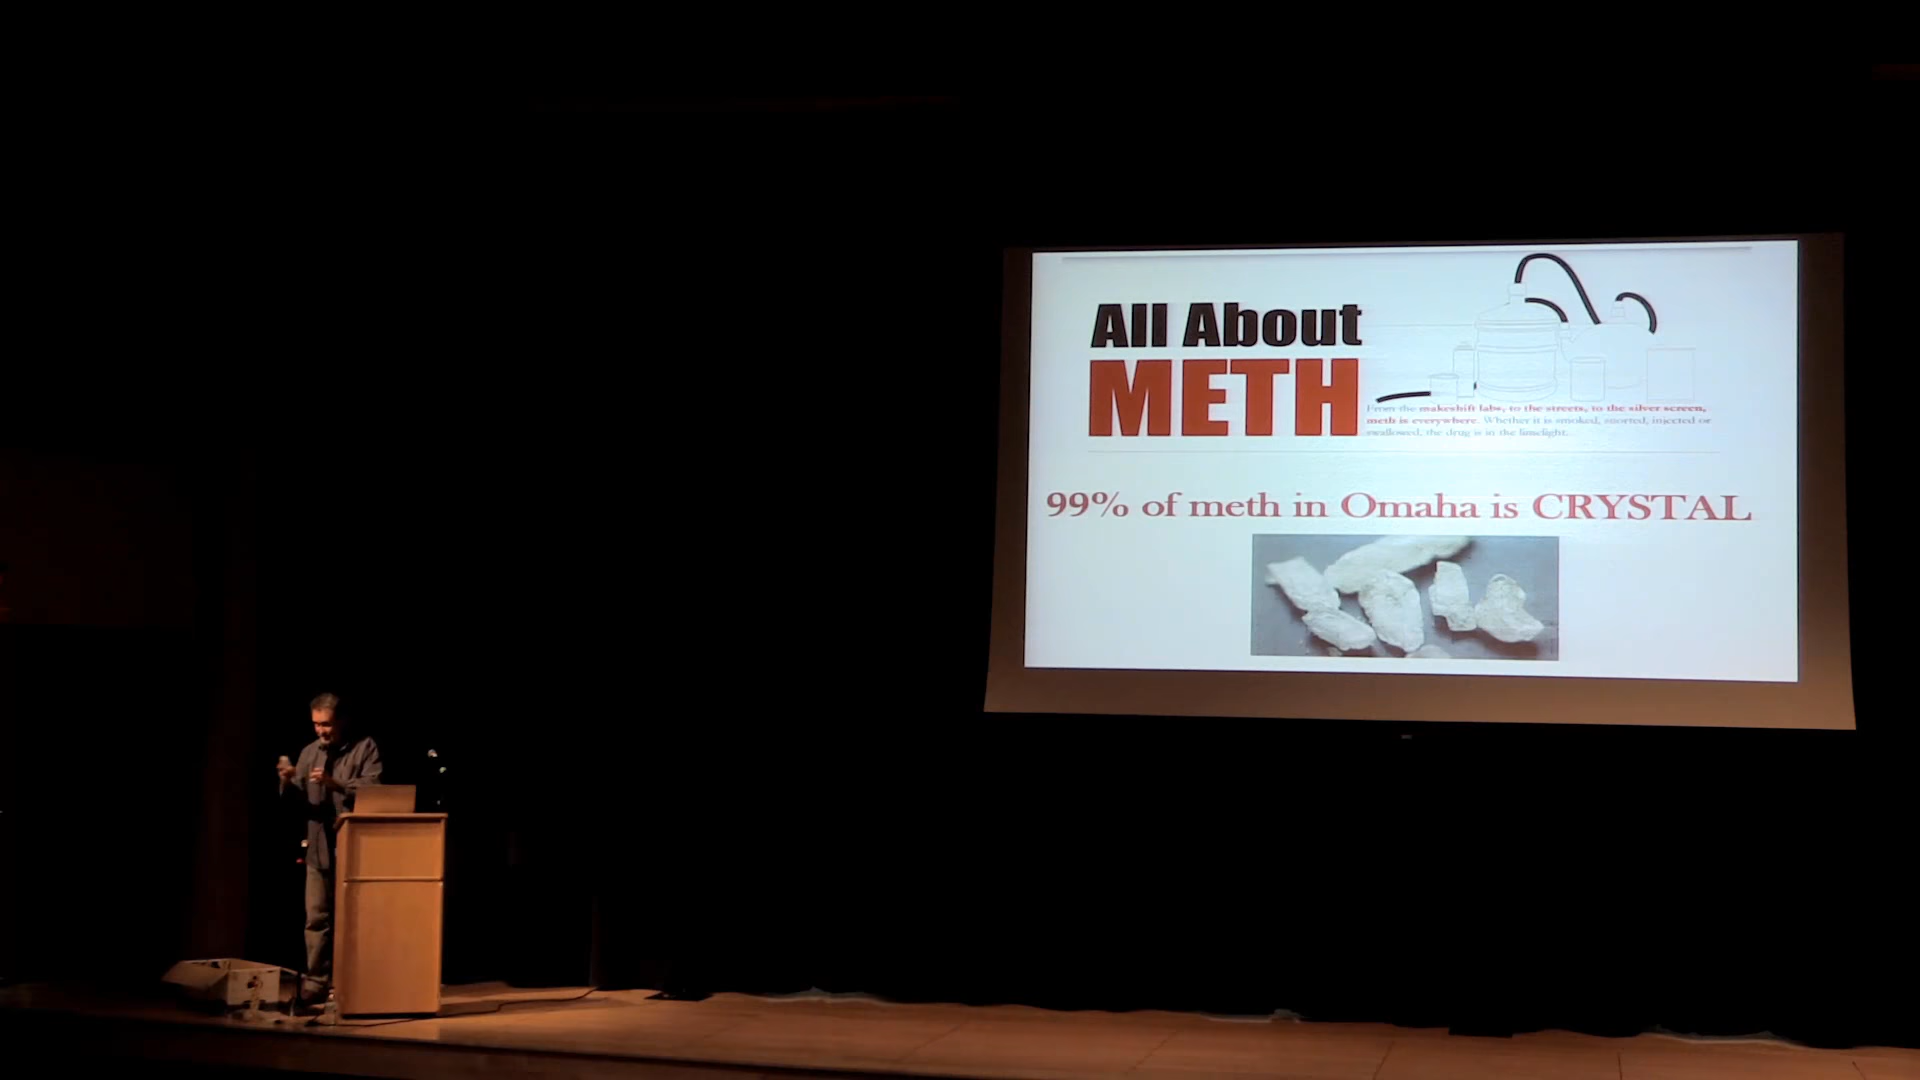 All About
METH
From the makeshift labs, to the streets, to the silver screen,
meth is everywhere. Whether it is smoked, snorted, injected or
swallowed, the drug is in the limelight.
99% of meth in Omaha is CRYSTAL